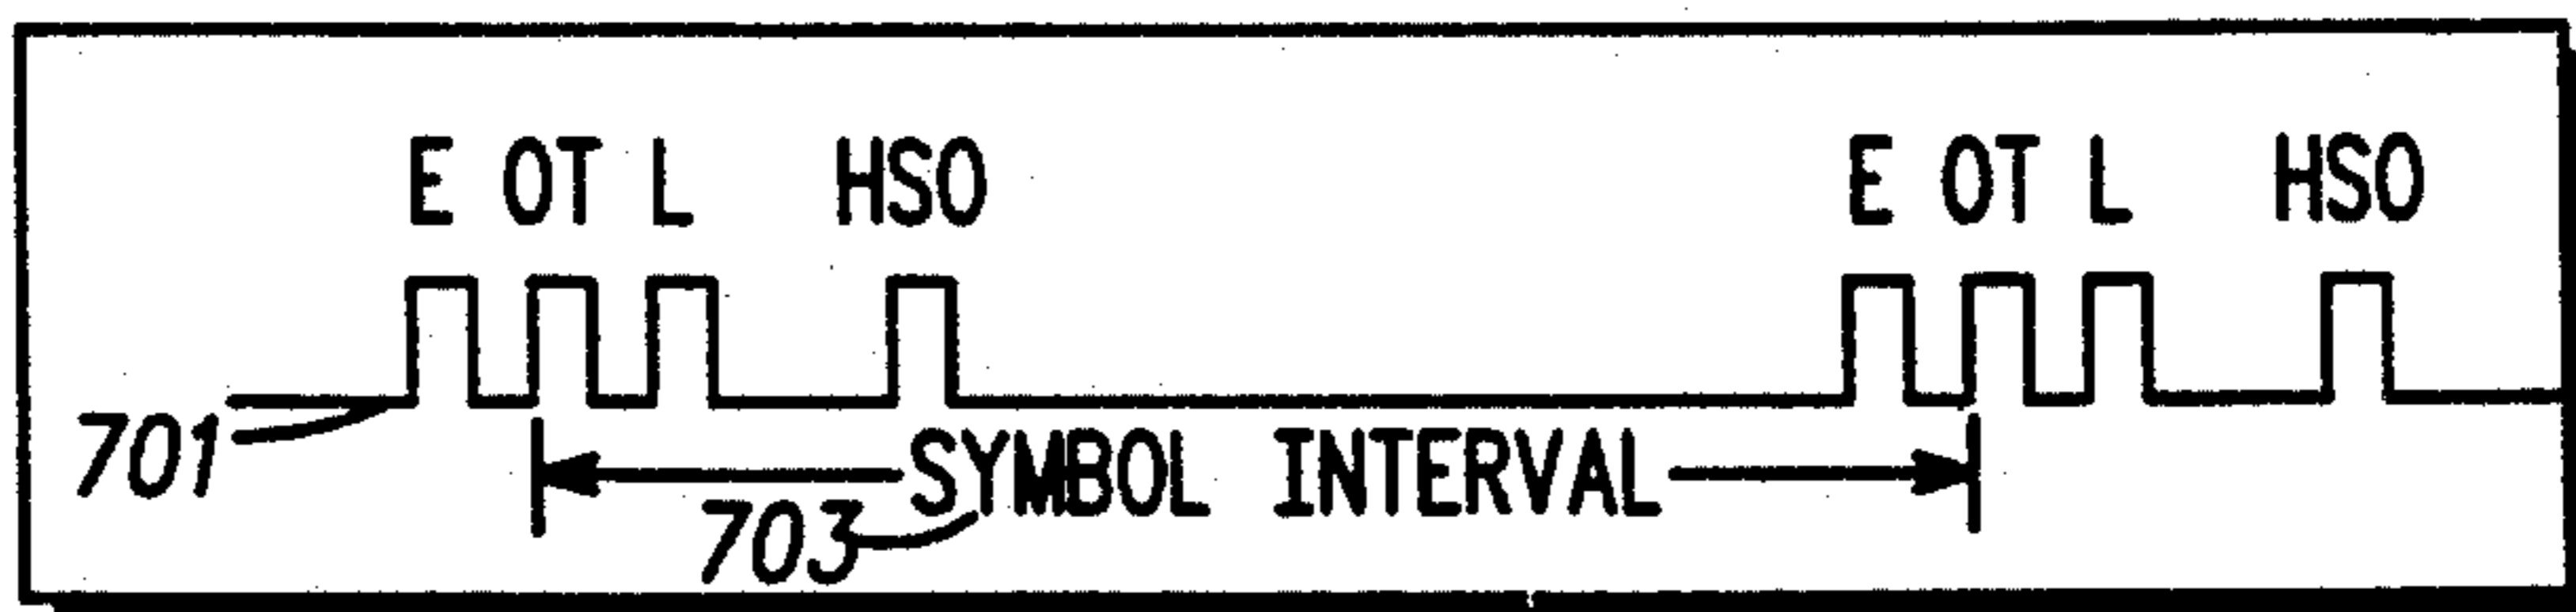 E OT L HSO E OT L HSO
701
SYMBOL INTERVAL
703